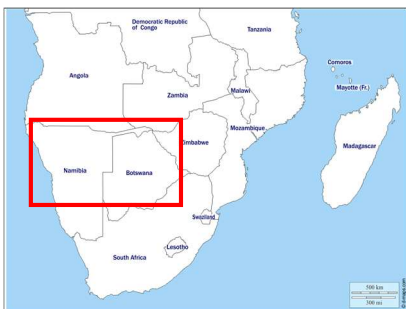 Democratic Republic
of Congo
Tanzania
Comoros
Angola
Mayotte (Fr.)
Malawi
Zambia
Mozambique
Zimbabwe
Madagascar
Namibia
Botswana
Swaziland
Lesotho
South Africa
500 km
300 mi